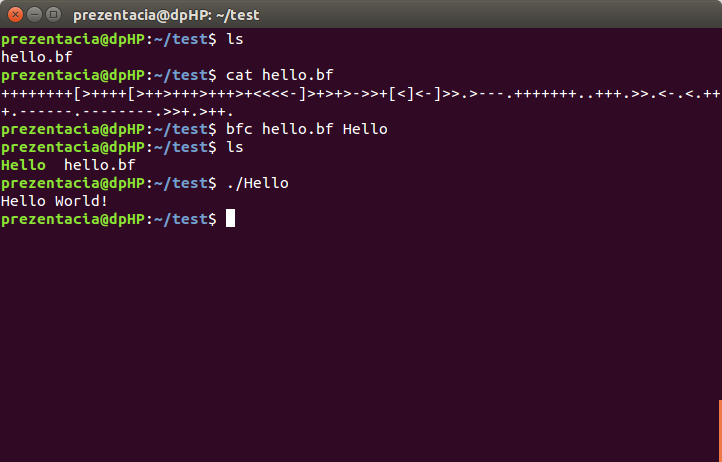 prezentacia@dpHP: ~/test
prezentacia@dpHP:~/test$ ls
hello.bf
prezentacia@dpHP:~/test$ cat hello.bf
++++++++[>++++[>++>+++>+++>+<<<<-]>+>+>->>+[<]<-]>>.>---.+++++++..+++.>>.<-.<.++
+.------.--------.>>+.>++.
prezentacia@dpHP:~/test$ bfc hello.bf Hello
prezentacia@dpHP:~/test$ ls
Hello  hello.bf
prezentacia@dpHP:~/test$ ./Hello
Hello World!
prezentacia@dpHP:~/test$